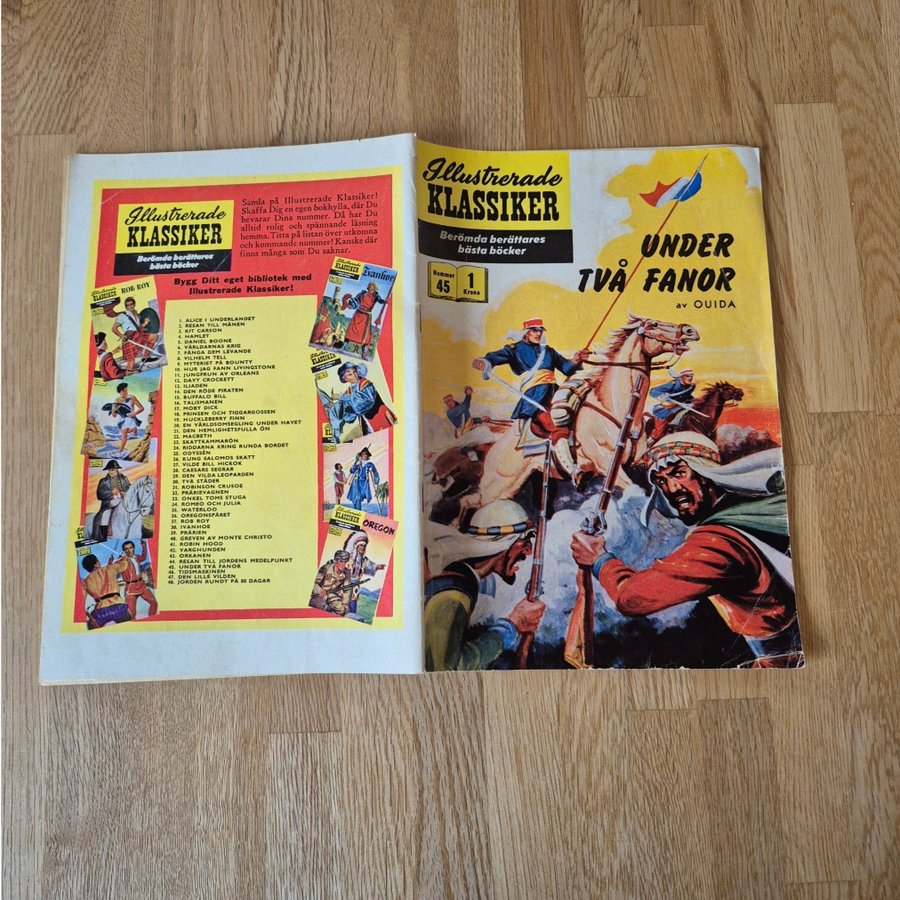 Illustrerade
KLASSIKER
Berömda berättares
bästa böcker
Samla på Illustrerade Klassiker!
Skaffa Dig en egen bokhylla, där Du
bevarar Dina nummer. Då har Du
alltid rolig och spännande läsning
hemma. Titta på listan över utkomna
och kommande nummer! Kanske där
finns många som Du saknar.
Bygg Ditt eget bibliotek med
Illustrerade Klassiker!
ROB ROY
Ivanhoe
OREGON
1. ALICE I UNDERLANDET
2. RESAN TILL MÅNEN
3. KIT CARSON
4. HAMLET
5. DANIEL BOONE
6. VÄRLDARNAS KRIG
7. FÅNGA DEM LEVANDE
8. VILHELM TELL
9. MYTERIET PÅ BOUNTY
10. HUR JAG FANN LIVINGSTONE
11. JUNGFRUN AV ORLEANS
12. DAVY CROCKETT
13. ILIADEN
14. DEN RÖDE PIRATEN
15. BUFFALO BILL
16. TALISMANEN
17. MOBY DICK
18. PRINSEN OCH TIGGARGOSSEN
19. HUCKLEBERRY FINN
20. EN VÄRLDSOMSEGLING UNDER HAVET
21. DEN HEMLIGHETSFULLA ÖN
22. MACBETH
23. SKATTKAMMARÖN
24. RIDDARNA KRING RUNDA BORDET
25. ODYSSÉN
26. KUNG SALOMOS SKATT
27. VILDE BILL HICKOK
28. CAESARS SEGRAR
29. DEN VILDA LEOPARDEN
30. TVÅ STÄDER
31. ROBINSON CRUSOE
32. PRÄRIEVAGNEN
33. ONKEL TOMS STUGA
34. ROMEO OCH JULIA
35. WATERLOO
36. OREGONSPÅRET
37. ROB ROY
38. IVANHOE
39. PRÄRIEN
40. GREVEN AV MONTE CHRISTO
41. ROBIN HOOD
42. VARGHUNDEN
43. ORKANEN
44. RESAN TILL JORDENS MEDELPUNKT
45. UNDER TVÅ FANOR
46. TIDSMASKINEN
47. DEN LILLE VILDEN
48. JORDEN RUNDT PÅ 80 DAGAR
Illustrerade
KLASSIKER
Berömda berättares
bästa böcker
Nummer
45
1
Krona
UNDER
TVÅ FANOR
av OUIDA